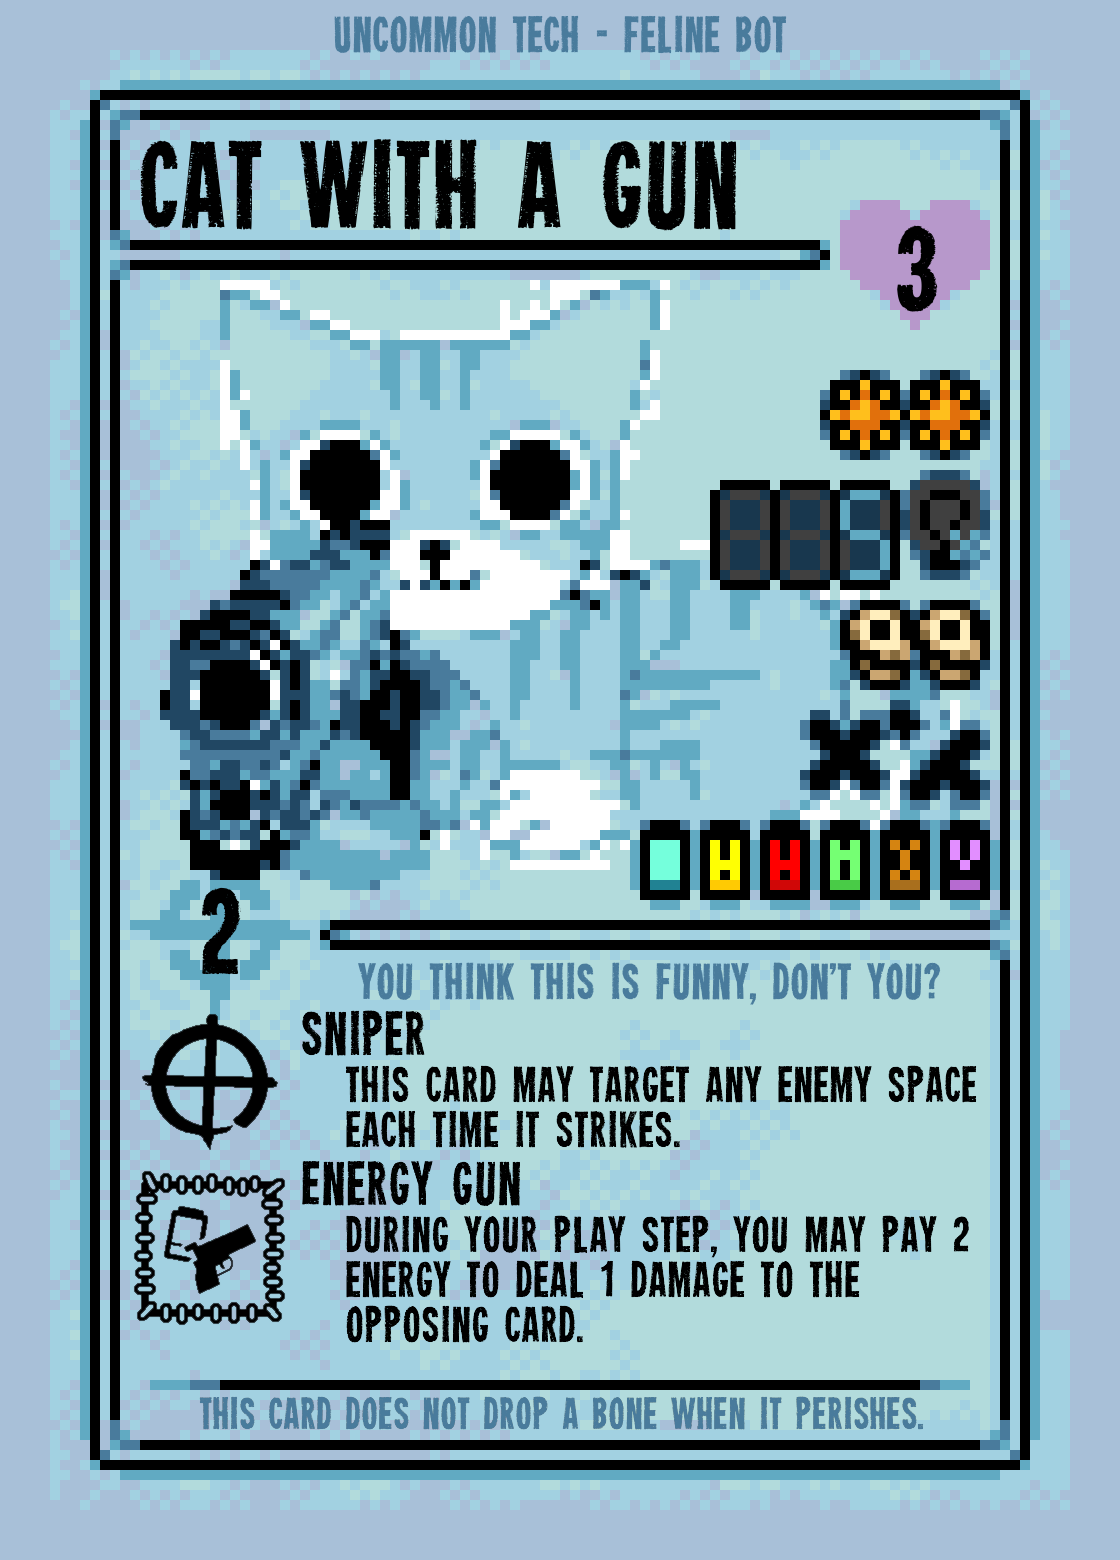 UNCOMMON TECH - FELINE BOT
CAT WITH A GUN
3
2
YOU THINK THIS IS FUNNY, DON'T YOU?
SNIPER
THIS CARD MAY TARGET ANY ENEMY SPACE
EACH TIME IT STRIKES.
ENERGY GUN
DURING YOUR PLAY STEP, YOU MAY PAY 2
ENERGY TO DEAL 1 DAMAGE TO THE
OPPOSING CARD.
THIS CARD DOES NOT DROP A BONE WHEN IT PERISHES.